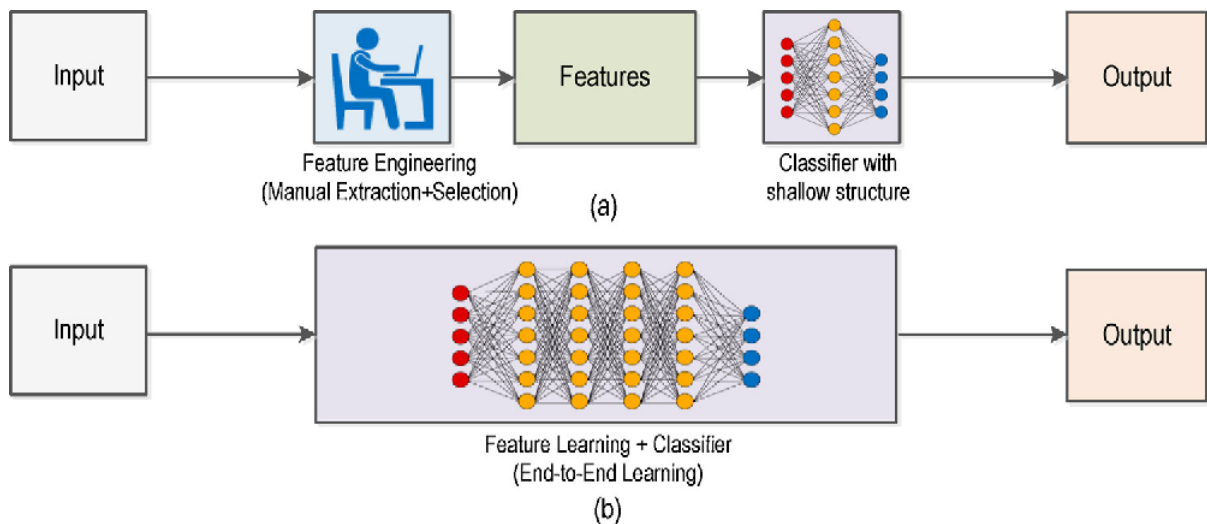 Input
Features
Output
Feature Engineering
(Manual Extraction+Selection)
Classifier with
shallow structure
(a)
Input
Output
Feature Learning + Classifier
(End-to-End Learning)
(b)